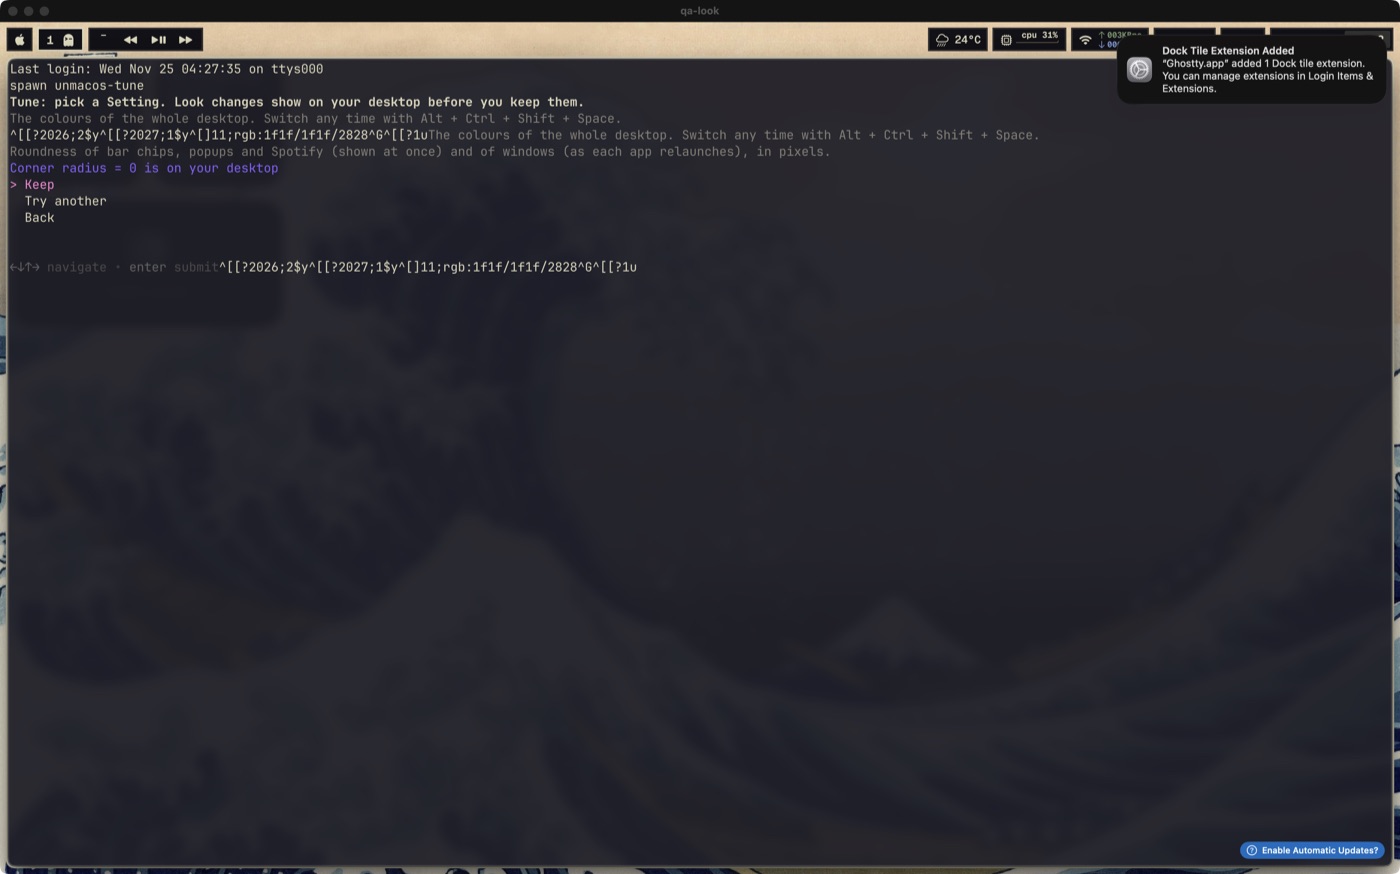 qa-look
1
24°C
cpu 31%
Dock Tile Extension Added
"Ghostty.app" added 1 Dock tile extension.
You can manage extensions in Login Items &
Extensions.
Last login: Wed Nov 25 04:27:35 on ttys000
spawn unmacos-tune
Tune: pick a Setting. Look changes show on your desktop before you keep them.
The colours of the whole desktop. Switch any time with Alt + Ctrl + Shift + Space.
^[[?2026;2$y^[[?2027;1$y^[]11;rgb:1f1f/1f1f/2828^G^[[?1uThe colours of the whole desktop. Switch any time with Alt + Ctrl + Shift + Space.
Roundness of bar chips, popups and Spotify (shown at once) and of windows (as each app relaunches), in pixels.
Corner radius = 0 is on your desktop
> Keep
Try another
Back
←↓↑→ navigate • enter submit^[[?2026;2$y^[[?2027;1$y^[]11;rgb:1f1f/1f1f/2828^G^[[?1u
Enable Automatic Updates?